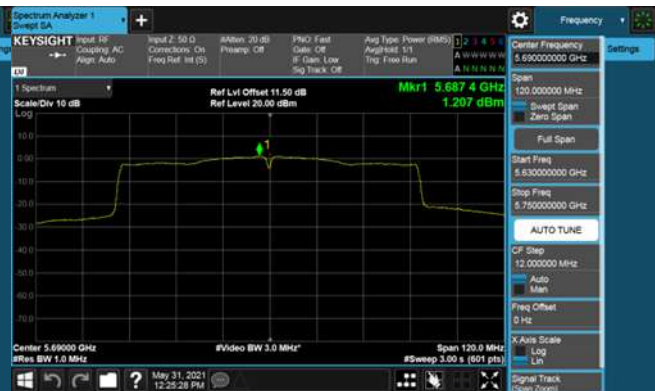 Spectrum Analyzer 1
Swept SA
+
Frequency
KEYSIGHT
Input: RF
Coupling: AC
Align: Auto
Input Z: 50 Ω
Corrections: On
Freq Ref: Int (S)
#Atten: 20 dB
Preamp: Off
PNO: Fast
Gate: Off
IF Gain: Low
Sig Track: Off
Avg Type: Power (RMS)
Avg|Hold: 1/1
Trig: Free Run
1 2 3 4 5 6
A W W W W W
A N N N N N
LXI
Center Frequency
5.690000000 GHz
Settings
Span
120.000000 MHz
Swept Span
Zero Span
Full Span
Start Freq
5.630000000 GHz
Stop Freq
5.750000000 GHz
AUTO TUNE
CF Step
12.000000 MHz
Auto
Man
Freq Offset
0 Hz
X Axis Scale
Log
Lin
Signal Track
(Span Zoom)
1 Spectrum
Scale/Div 10 dB
Log
Ref Lvl Offset 11.50 dB
Ref Level 20.00 dBm
Mkr1 5.687 4 GHz
1.207 dBm
1
10.0
0.00
-10.0
-20.0
-30.0
-40.0
-50.0
-60.0
-70.0
Center 5.69000 GHz
#Res BW 1.0 MHz
#Video BW 3.0 MHz*
Span 120.0 MHz
#Sweep 3.00 s (601 pts)
?
May 31, 2021
12:25:28 PM